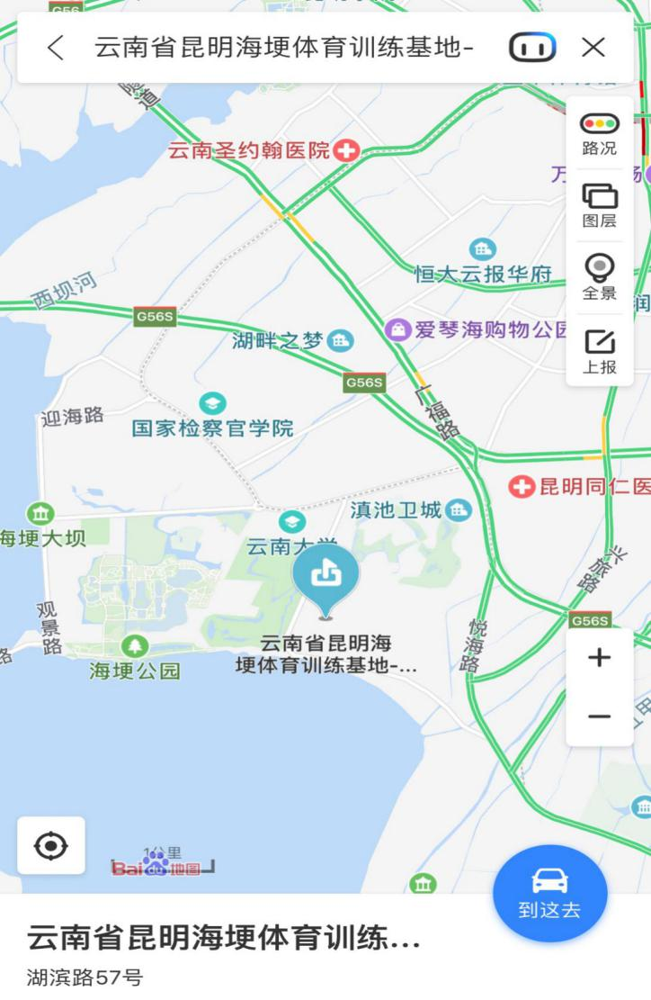 G56
云南省昆明海埂体育训练基地-
隧道
云南圣约翰医院
路况
图层
恒大云报华府
全景
西坝河
G56S
湖畔之梦
爱琴海购物公园
上报
G56S
广福路
迎海路
国家检察官学院
昆明同仁医
滇池卫城
海埂大坝
云南大学
兴旅路
观景路
G56S
悦海路
云南省昆明海
埂体育训练基地-...
海埂公园
1公里
Bai du 地图
到这去
云南省昆明海埂体育训练...
湖滨路57号